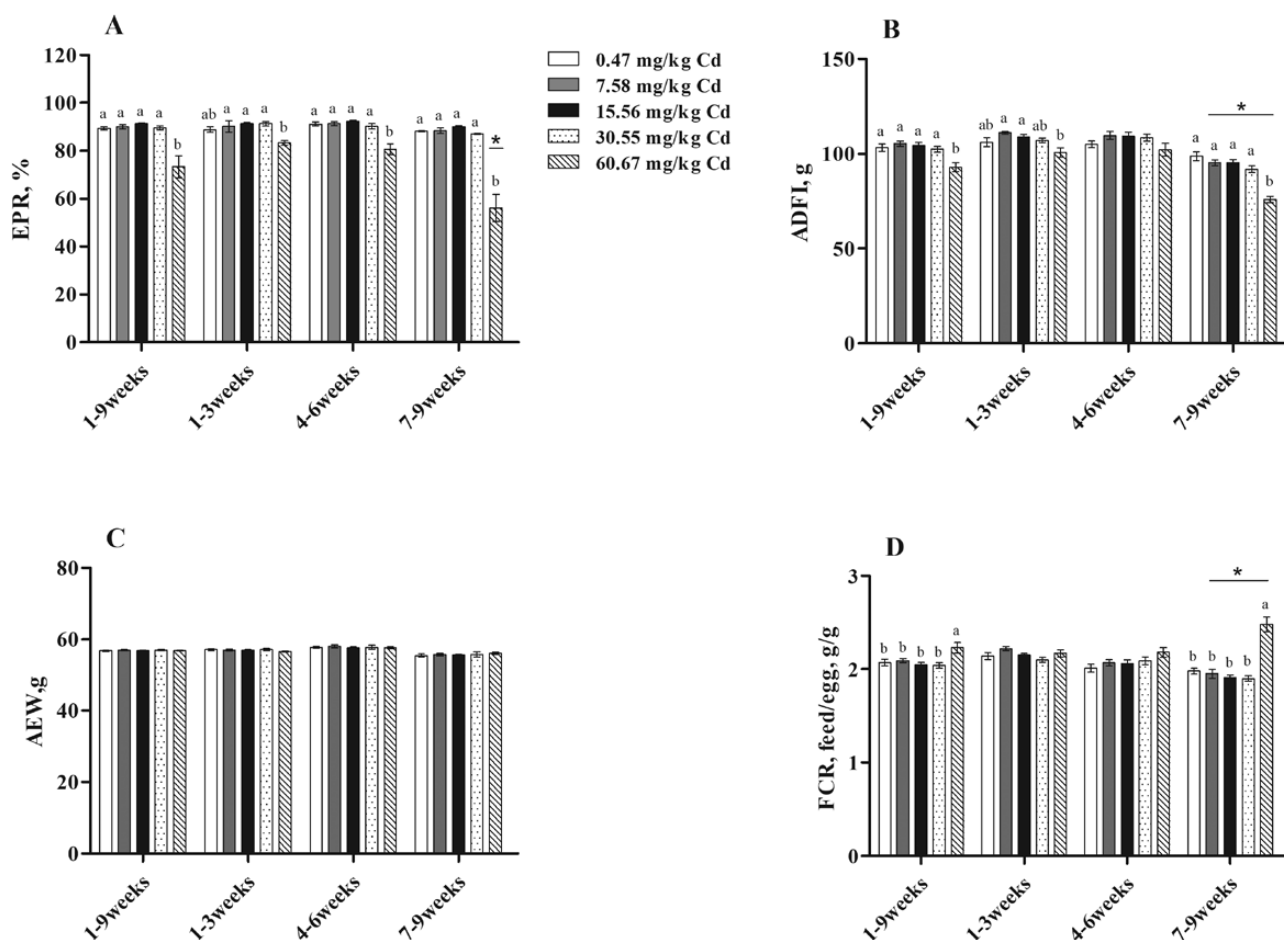 A
EPR, %
120
100
80
60
40
20
0
a a a a b
ab a a a b
a a a a b
a a a a b
*
1-9weeks
1-3weeks
4-6weeks
7-9weeks
0.47 mg/kg Cd
7.58 mg/kg Cd
15.56 mg/kg Cd
30.55 mg/kg Cd
60.67 mg/kg Cd
B
ADFI, g
150
100
50
0
a a a a b
ab a a ab b
a a a a b
*
1-9weeks
1-3weeks
4-6weeks
7-9weeks
C
AEW,g
80
60
40
20
0
1-9weeks
1-3weeks
4-6weeks
7-9weeks
D
FCR, feed/egg, g/g
3
2
1
0
b b b b a
b b b b a
*
1-9weeks
1-3weeks
4-6weeks
7-9weeks